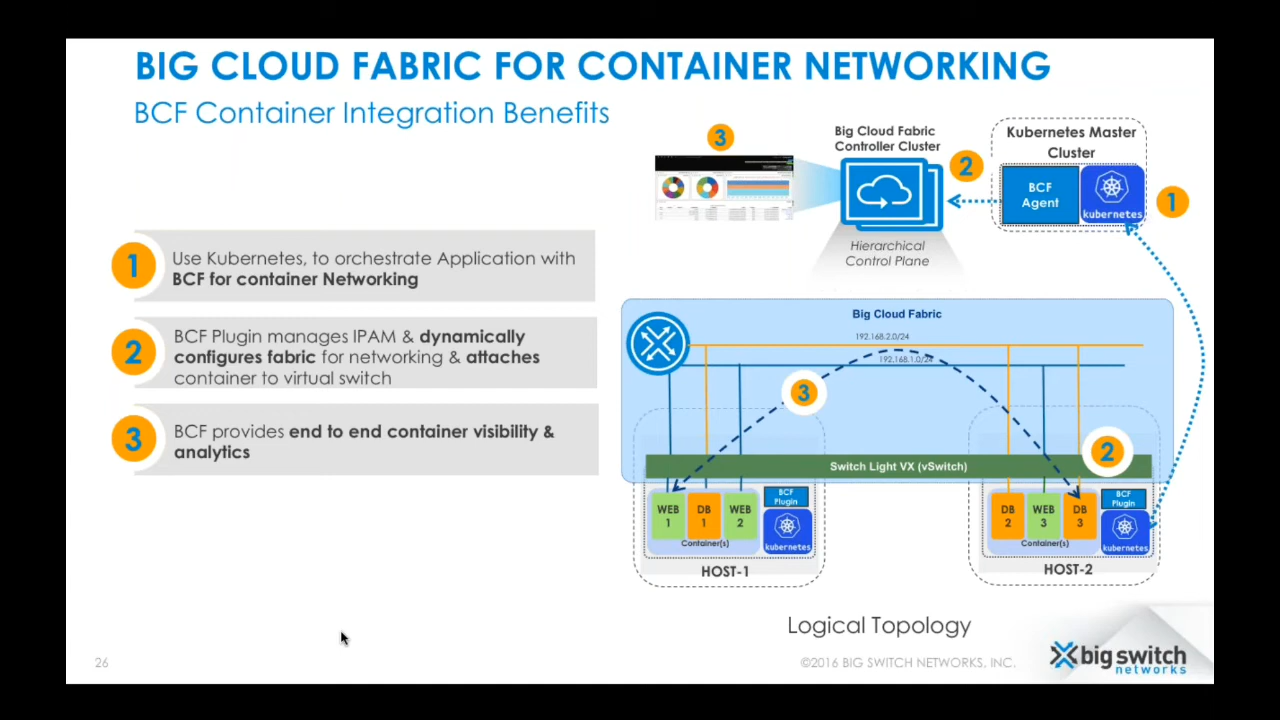 BIG CLOUD FABRIC FOR CONTAINER NETWORKING
BCF Container Integration Benefits
1
Use Kubernetes, to orchestrate Application with
BCF for container Networking
2
BCF Plugin manages IPAM & dynamically
configures fabric for networking & attaches
container to virtual switch
3
BCF provides end to end container visibility &
analytics
3
Big Cloud Fabric
Controller Cluster
2
Kubernetes Master
Cluster
BCF
Agent
kubernetes
1
Hierarchical
Control Plane
Big Cloud Fabric
192.168.2.0/24
192.168.1.0/24
3
2
Switch Light VX (vSwitch)
WEB
1
DB
1
WEB
2
Container(s)
BCF
Plugin
kubernetes
HOST-1
DB
2
WEB
3
DB
3
Container(s)
BCF
Plugin
kubernetes
HOST-2
Logical Topology
26
©2016 BIG SWITCH NETWORKS, INC.
big switch
networks